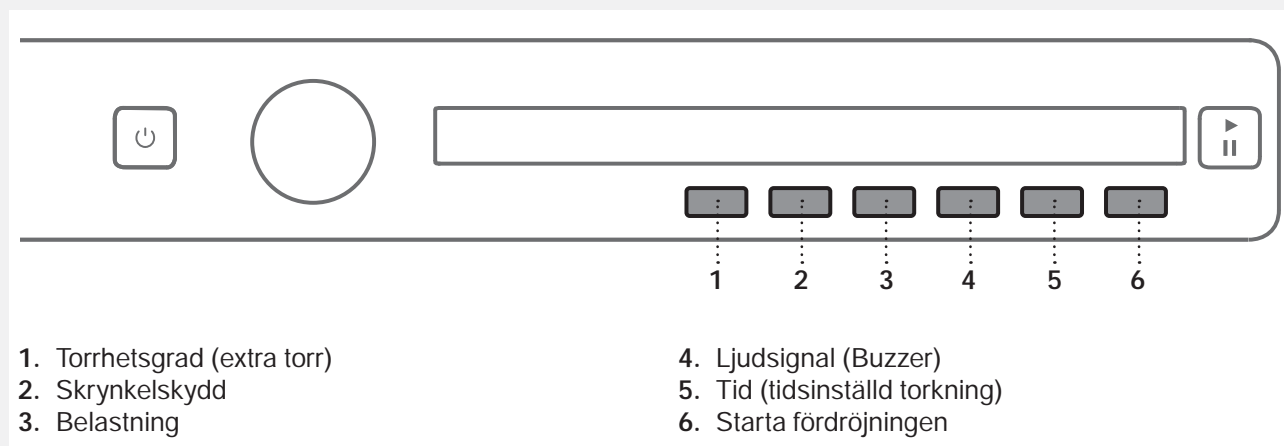 1 2 3 4 5 6
1. Torrhetsgrad (extra torr)
2. Skrynkelskydd
3. Belastning
4. Ljudsignal (Buzzer)
5. Tid (tidsinställd torkning)
6. Starta fördröjningen